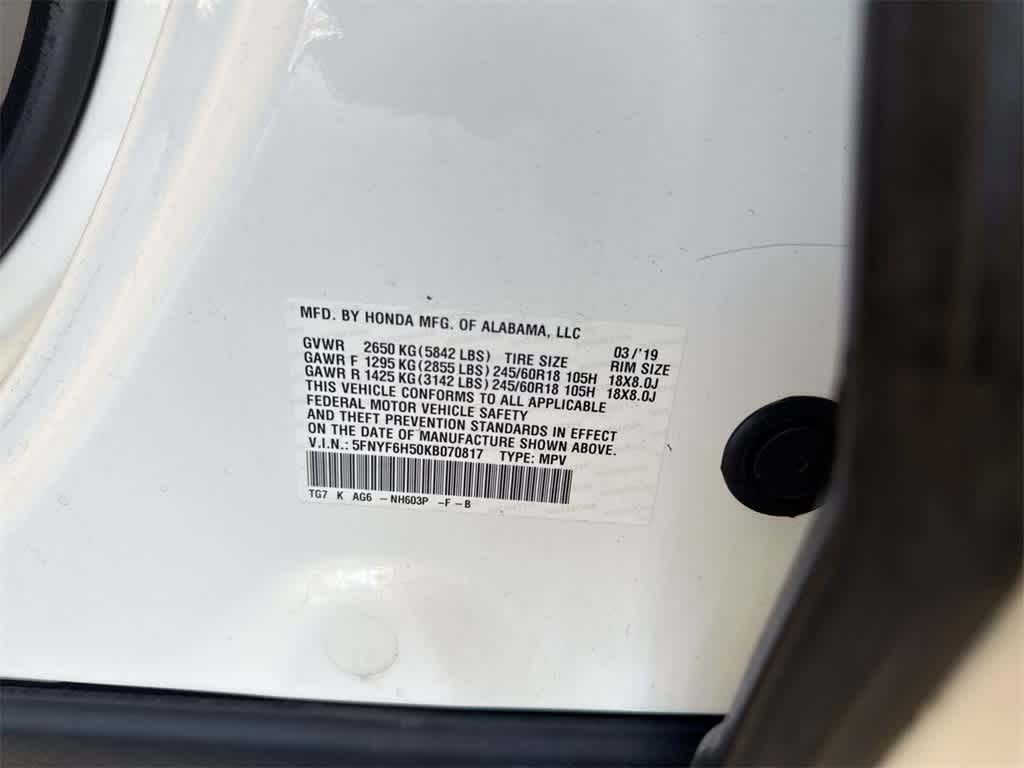 MFD. BY HONDA MFG. OF ALABAMA, LLC
03/'19
GVWR 2650 KG (5842 LBS) TIRE SIZE RIM SIZE
GAWR F 1295 KG (2855 LBS) 245/60R18 105H 18X8.0J
GAWR R 1425 KG (3142 LBS) 245/60R18 105H 18X8.0J
THIS VEHICLE CONFORMS TO ALL APPLICABLE
FEDERAL MOTOR VEHICLE SAFETY
AND THEFT PREVENTION STANDARDS IN EFFECT
ON THE DATE OF MANUFACTURE SHOWN ABOVE.
V.I.N.: 5FNYF6H50KB070817 TYPE: MPV
TG7 K AG6 -NH603P -F-B